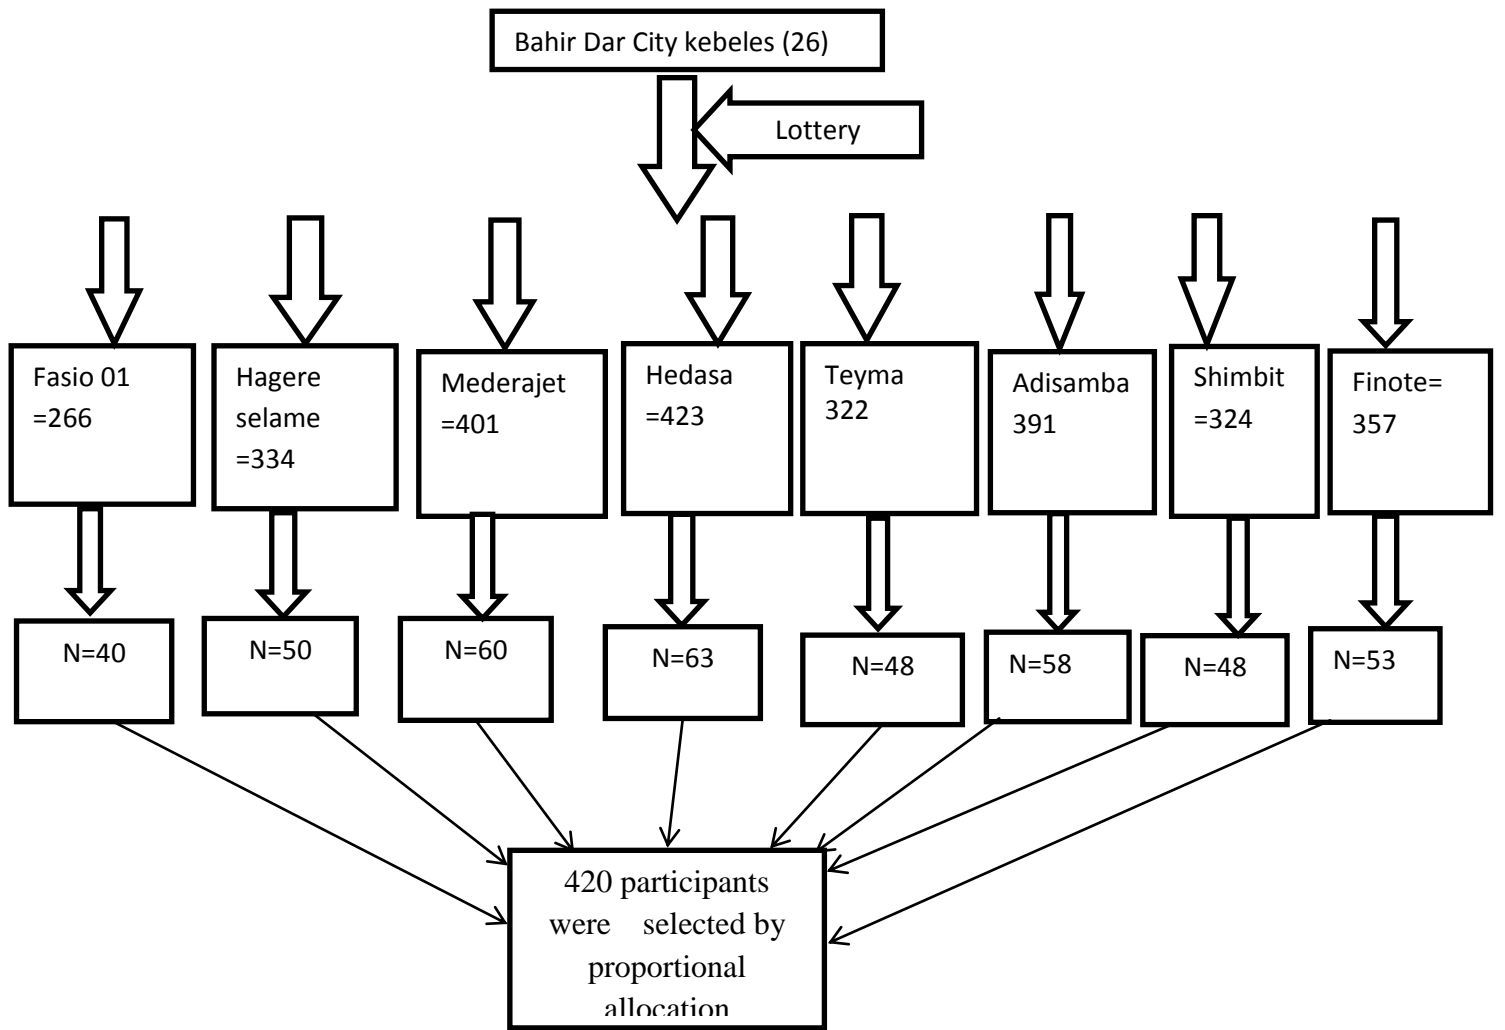 Bahir Dar City kebeles (26)
Lottery
Fasio 01
=266
Hagere
selame
=334
Mederajet
=401
Hedasa
=423
Teyma
322
Adisamba
391
Shimbit
=324
Finote=
357
N=40
N=50
N=60
N=63
N=48
N=58
N=48
N=53
420 participants
were selected by
proportional
allocation